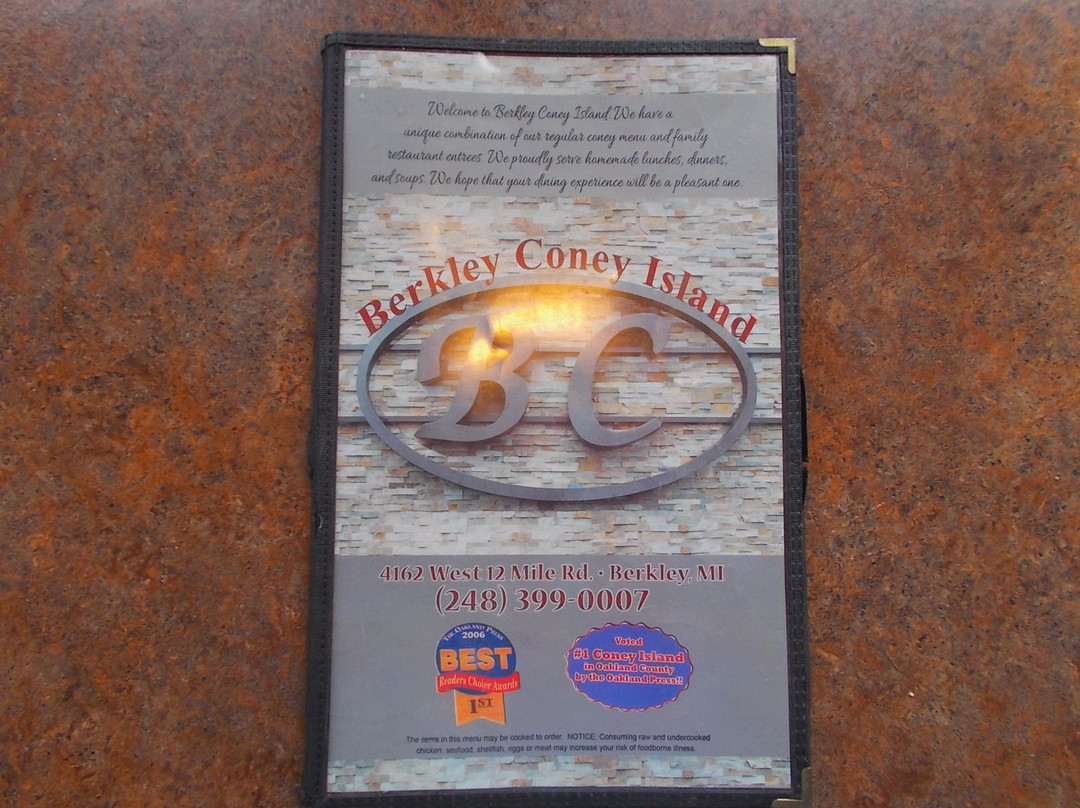 Welcome to Berkley Coney Island. We have a
unique combination of our regular coney menu and family
restaurant entrees. We proudly serve homemade lunches, dinners,
and soups. We hope that your dining experience will be a pleasant one.
Berkley Coney Island
BC
4162 West 12 Mile Rd. • Berkley, MI
(248) 399-0007
The Oakland Press
2006
BEST
Readers Choice Awards
1ST
Voted
#1 Coney Island
in Oakland County
by the Oakland Press!!
The items in this menu may be cooked to order. NOTICE: Consuming raw and undercooked
chicken, seafood, shellfish, eggs or meat may increase your risk of foodborne illness.